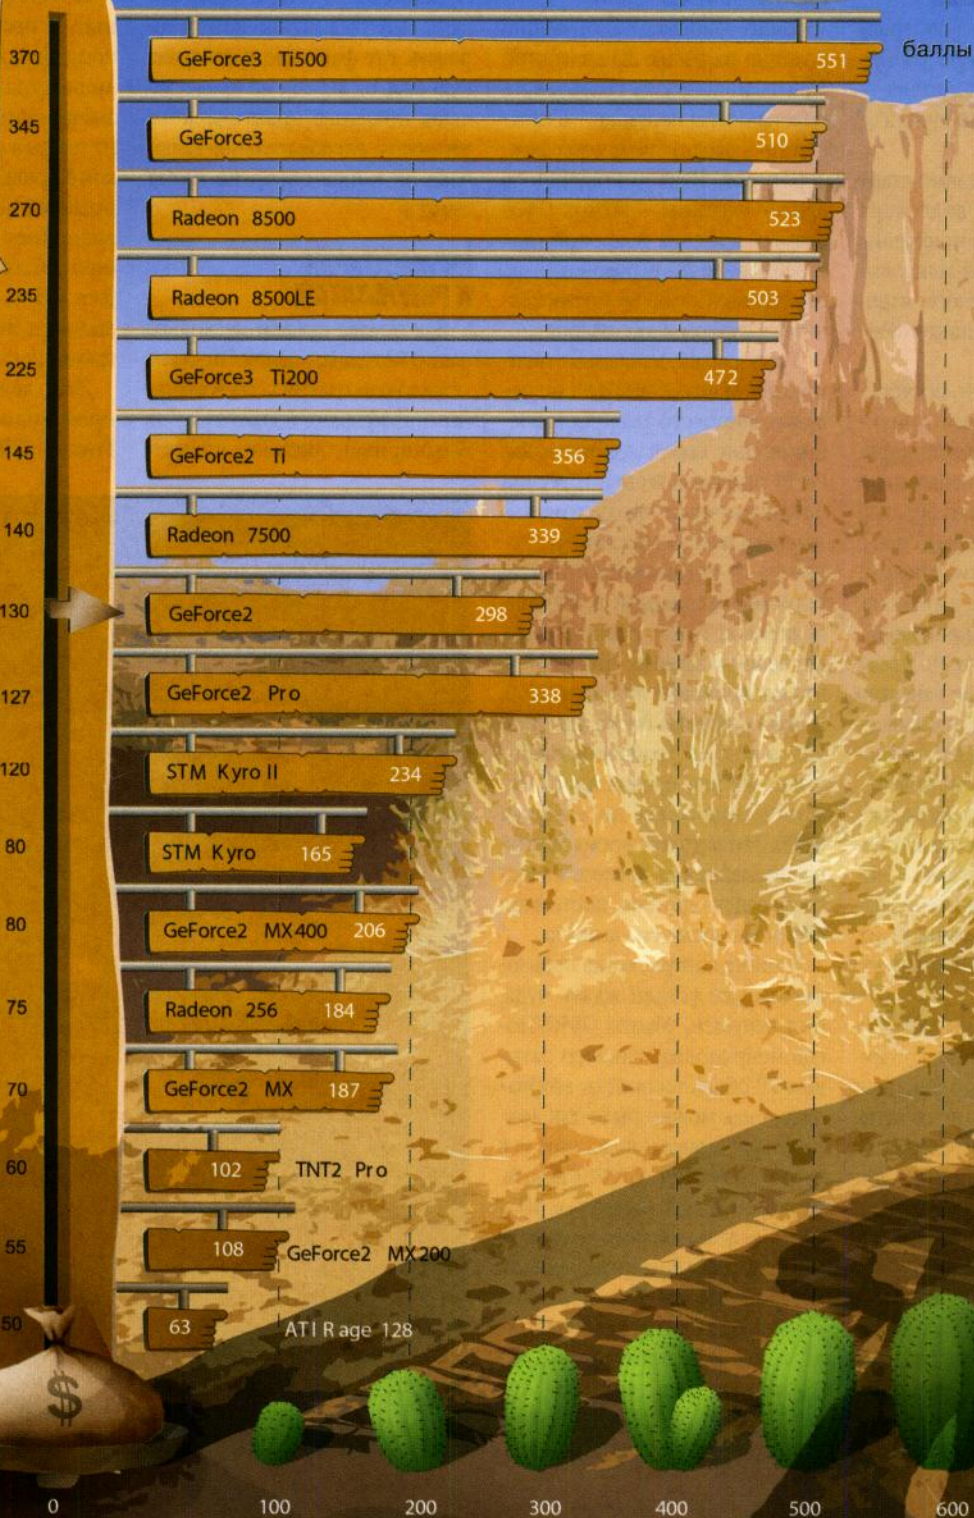 баллы
370 GeForce3 Ti500 551
345 GeForce3 510
270 Radeon 8500 523
235 Radeon 8500LE 503
225 GeForce3 Ti200 472
145 GeForce2 Ti 356
140 Radeon 7500 339
130 GeForce2 298
127 GeForce2 Pro 338
120 STM Kyro II 234
80 STM Kyro 165
80 GeForce2 MX400 206
75 Radeon 256 184
70 GeForce2 MX 187
60 102 TNT2 Pro
55 108 GeForce2 MX200
50 63 ATI Rage 128
$
0 100 200 300 400 500 600